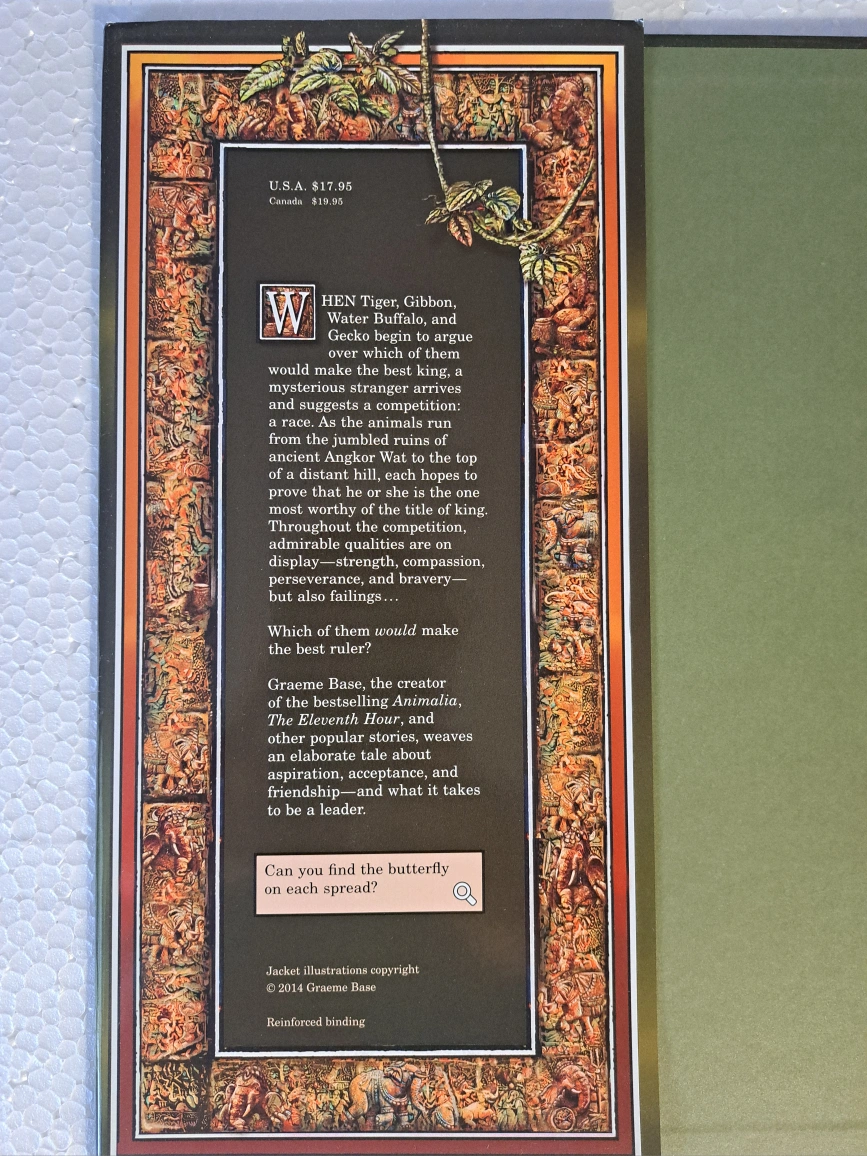 U.S.A. $17.95
Canada $19.95
WHEN Tiger, Gibbon,
Water Buffalo, and
Gecko begin to argue
over which of them
would make the best king, a
mysterious stranger arrives
and suggests a competition:
a race. As the animals run
from the jumbled ruins of
ancient Angkor Wat to the top
of a distant hill, each hopes to
prove that he or she is the one
most worthy of the title of king.
Throughout the competition,
admirable qualities are on
display—strength, compassion,
perseverance, and bravery—
but also failings...
Which of them would make
the best ruler?
Graeme Base, the creator
of the bestselling Animalia,
The Eleventh Hour, and
other popular stories, weaves
an elaborate tale about
aspiration, acceptance, and
friendship—and what it takes
to be a leader.
Can you find the butterfly
on each spread?
Jacket illustrations copyright
© 2014 Graeme Base
Reinforced binding